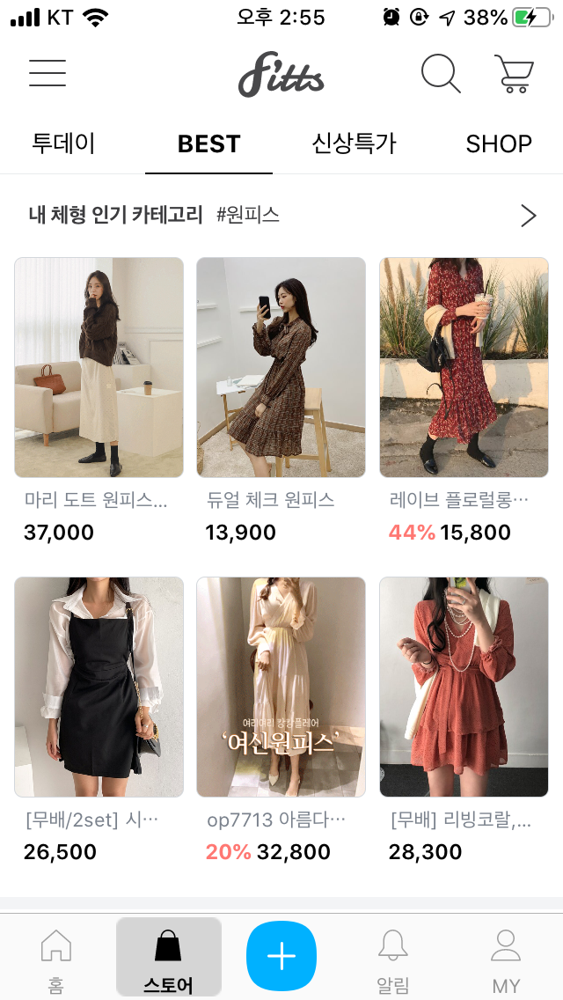 KT 오후 2:55 38%
Fitts
투데이 BEST 신상특가 SHOP
내 체형 인기 카테고리 #원피스
마리 도트 원피스... 듀얼 체크 원피스 레이브 플로럴롱…
37,000 13,900 44% 15,800
여리여리 캉캉플레어
‘여신원피스’
[무배/2set] 시… op7713 아름다… [무배] 리빙코랄,...
26,500 20% 32,800 28,300
홈 스토어 알림 MY